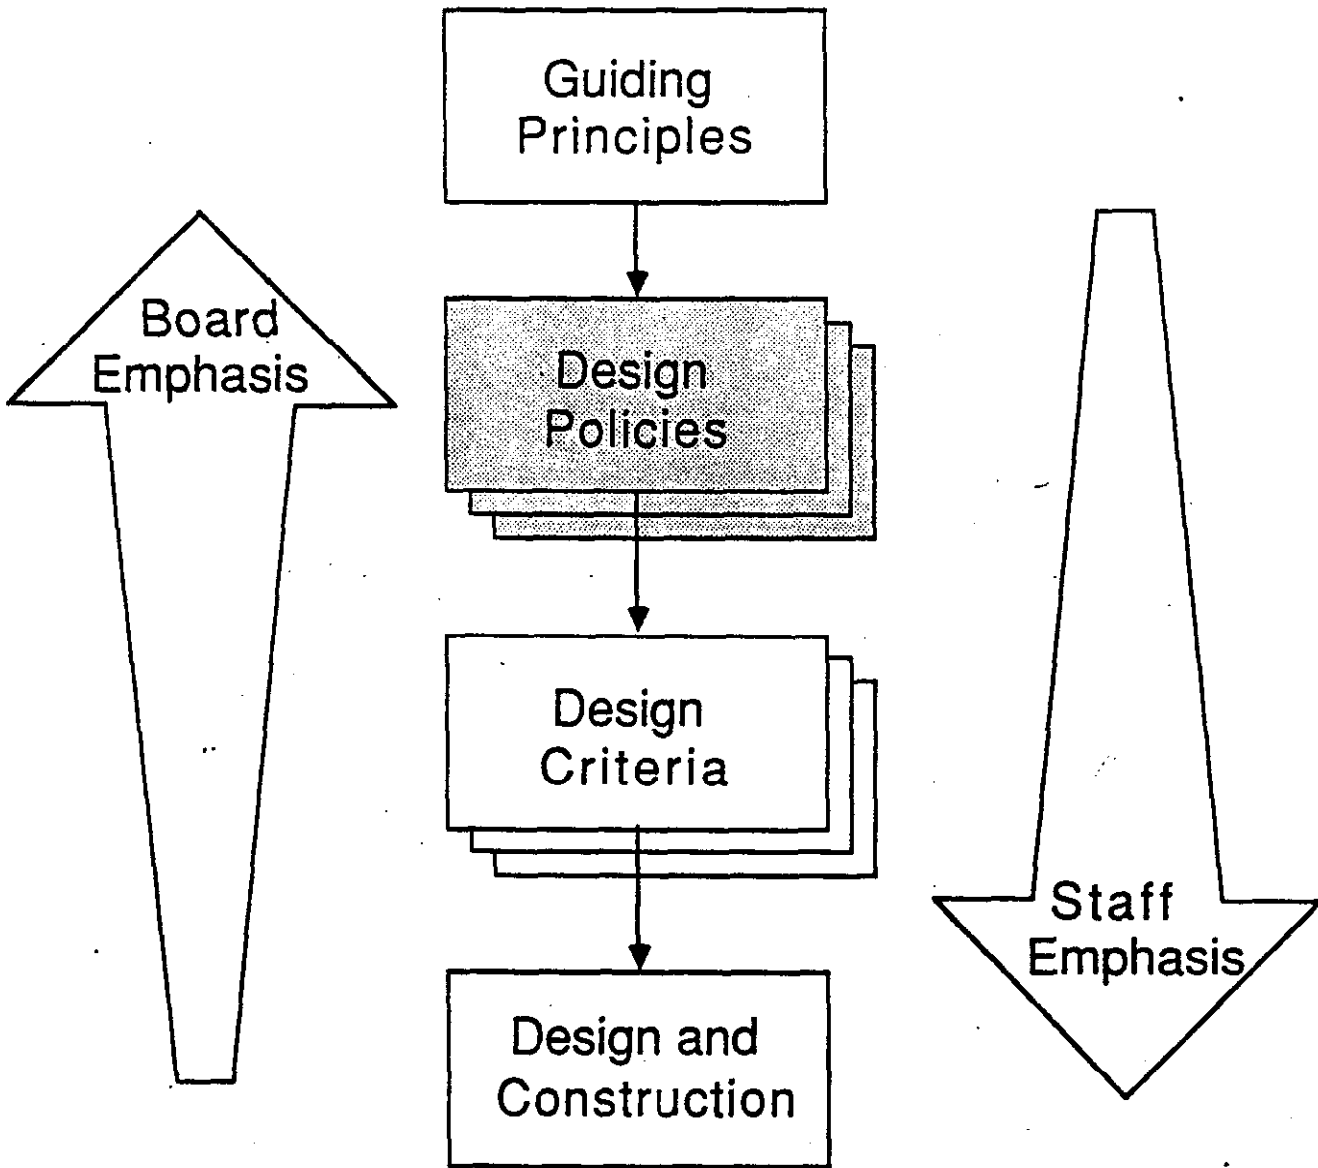 Guiding
Principles
Board
Emphasis
Design
Policies
Design
Criteria
Staff
Emphasis
Design and
Construction